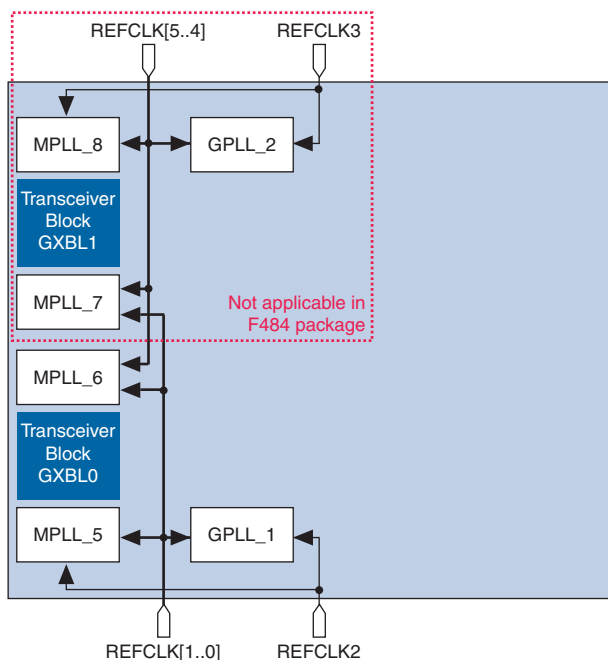 REFCLK[5..4]
REFCLK3
MPLL_8
GPLL_2
Transceiver
Block
GXBL1
MPLL_7
Not applicable in
F484 package
MPLL_6
Transceiver
Block
GXBL0
MPLL_5
GPLL_1
REFCLK[1..0]
REFCLK2